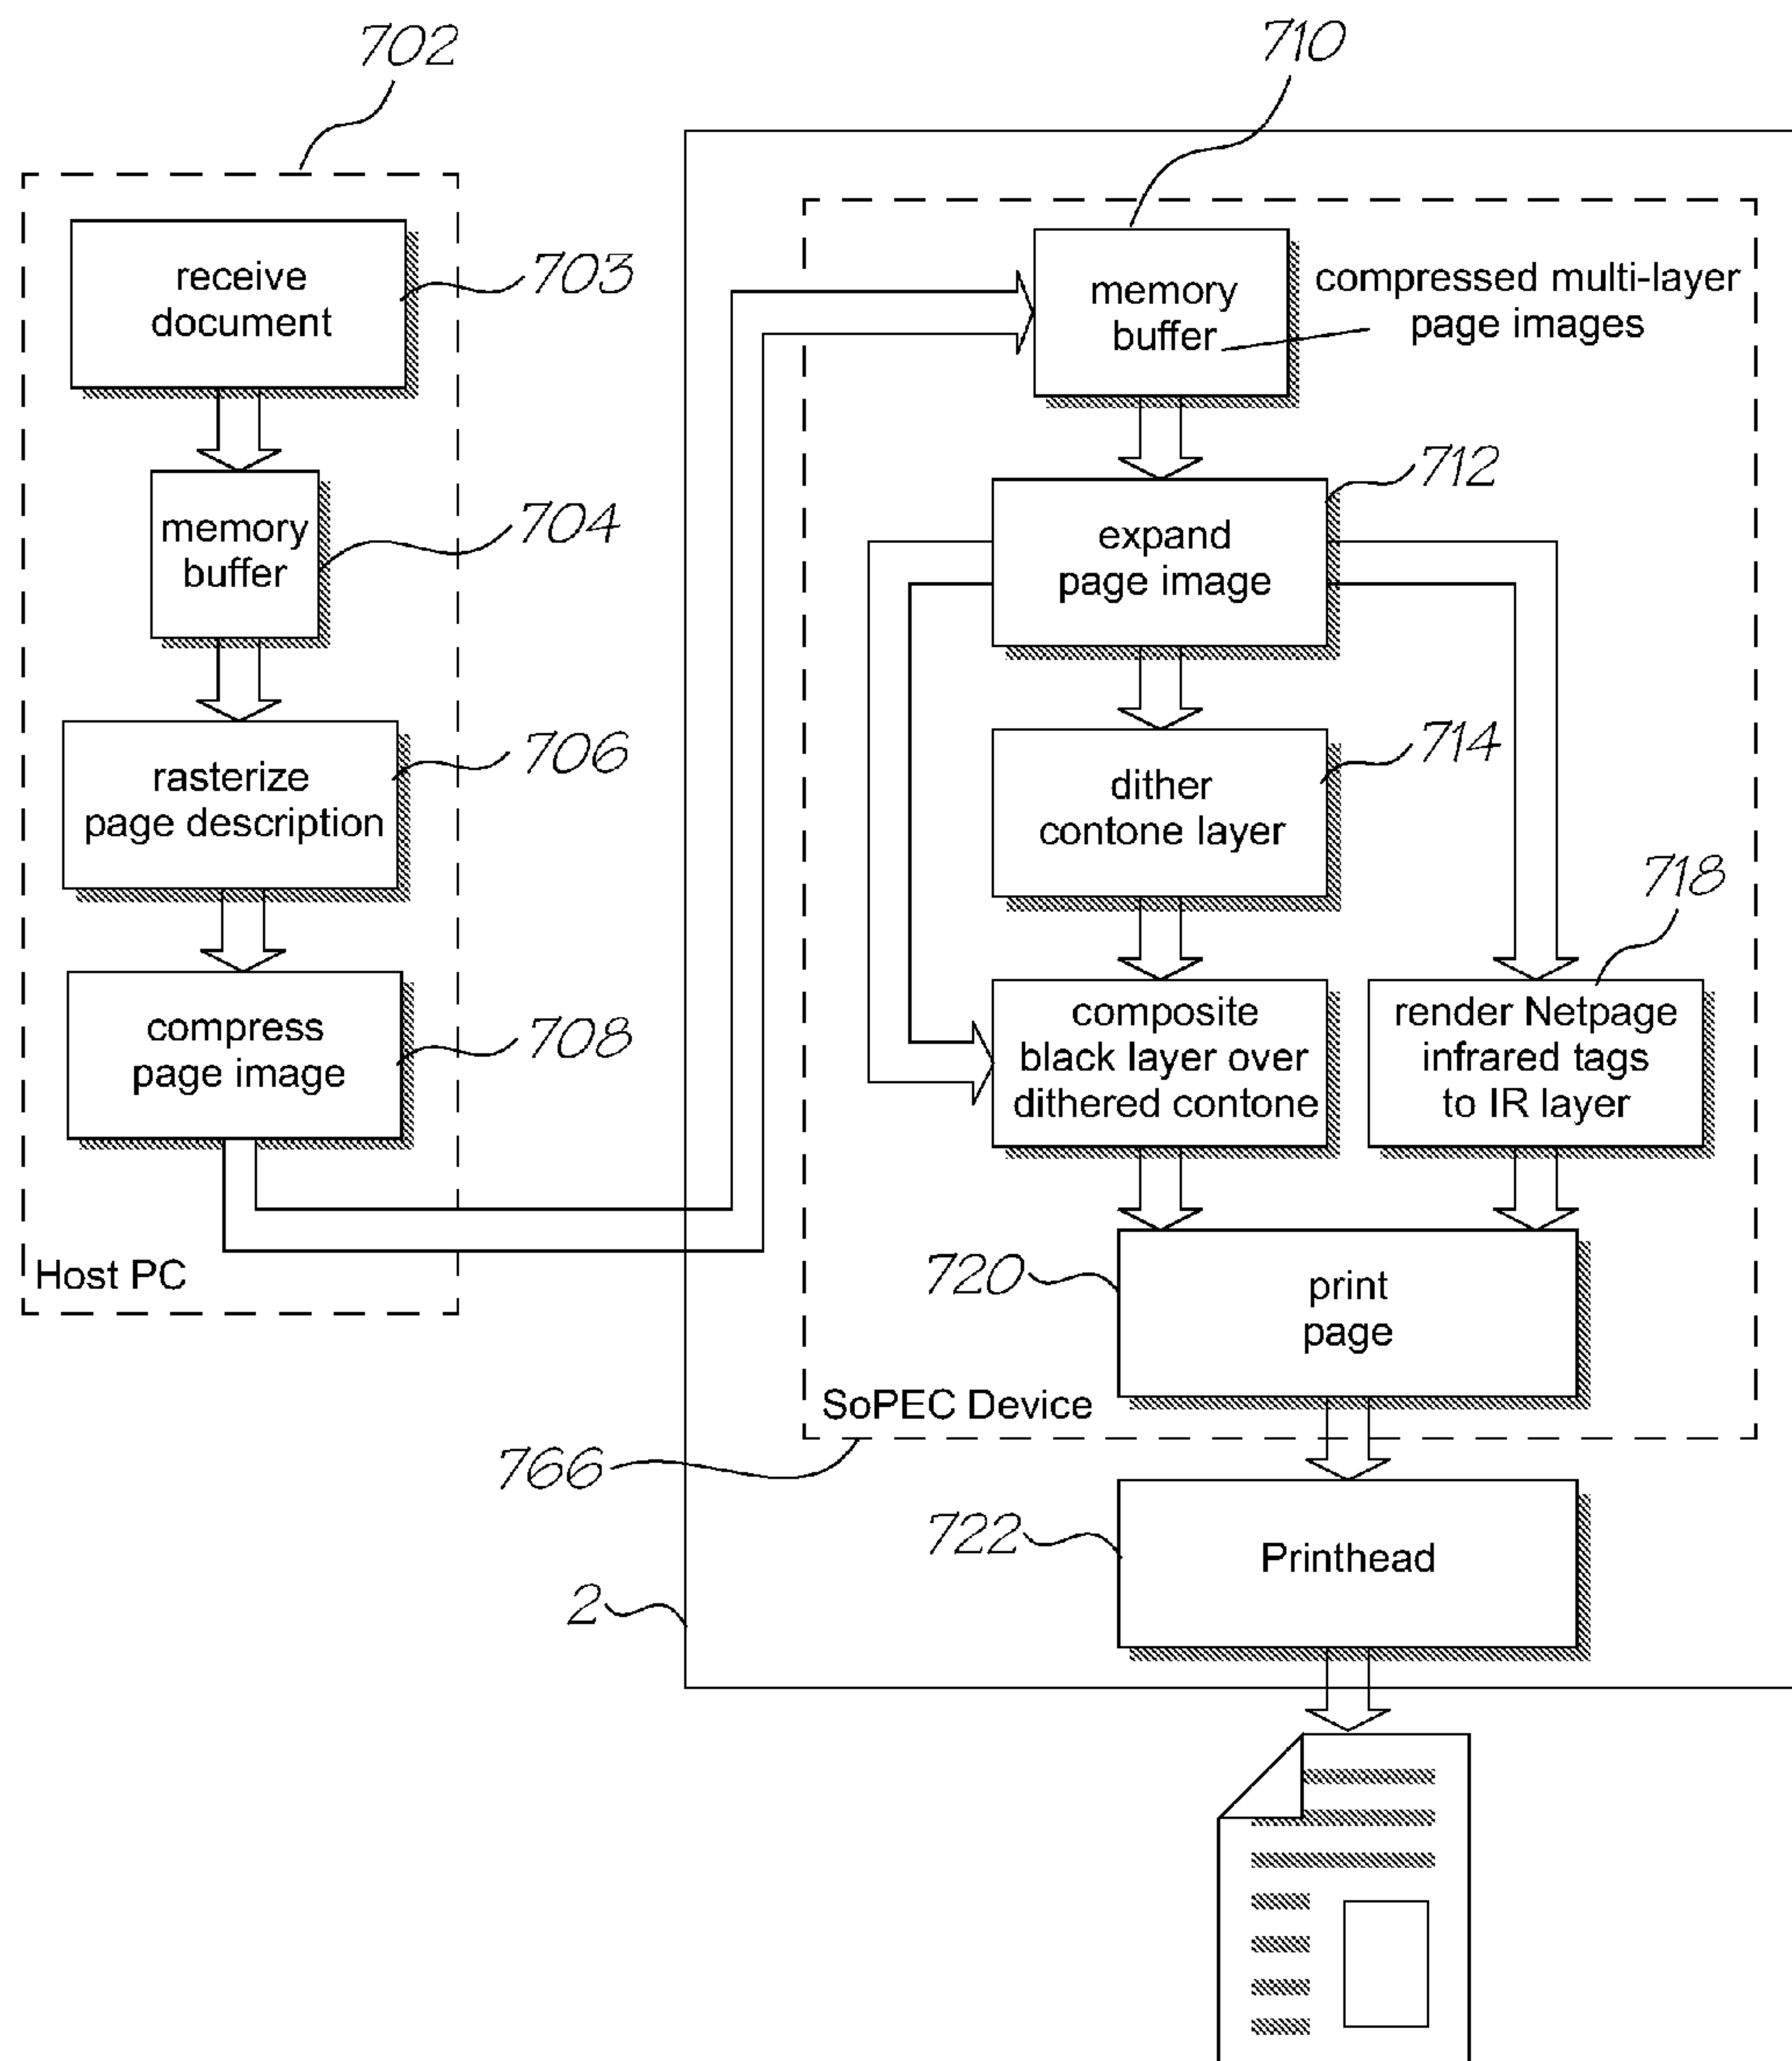 702
710
receive
document
703
memory
buffer
compressed multi-layer
page images
memory
buffer
704
expand
page image
712
rasterize
page description
706
dither
contone layer
714
718
compress
page image
708
composite
black layer over
dithered contone
render Netpage
infrared tags
to IR layer
Host PC
720
print
page
SoPEC Device
766
722
Printhead
2